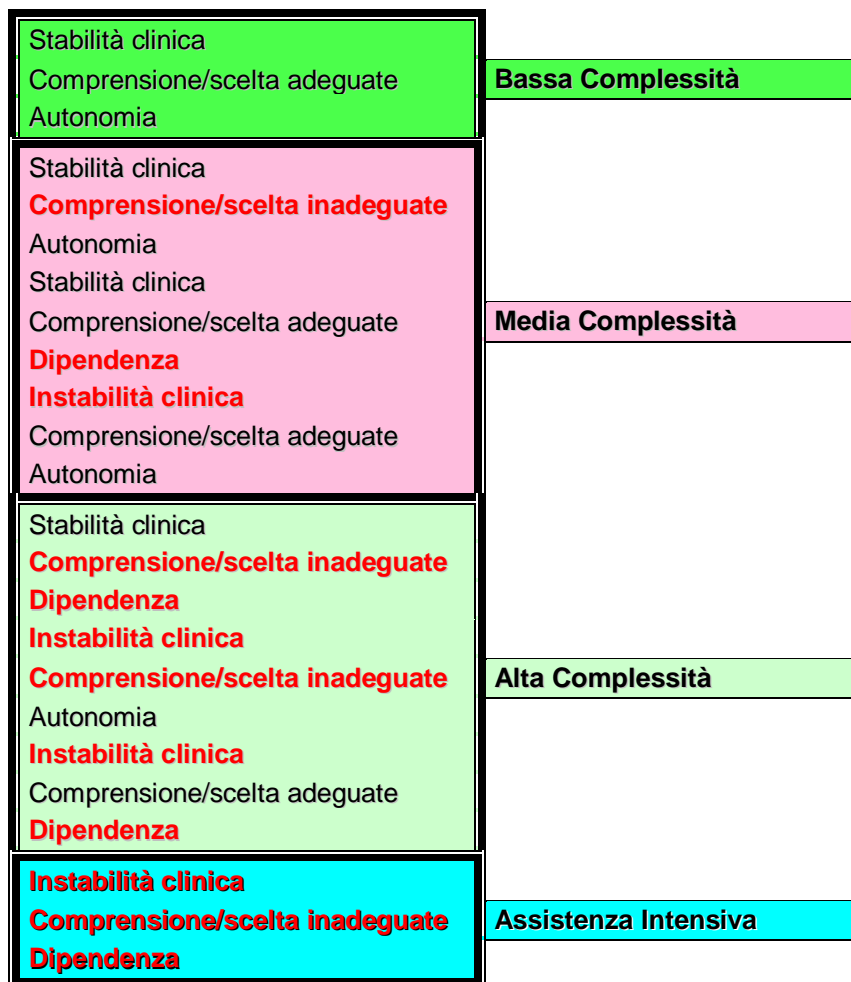 Stabilità clinica
Comprensione/scelta adeguate
Bassa Complessità
Autonomia
Stabilità clinica
Comprensione/scelta inadeguate
Autonomia
Stabilità clinica
Comprensione/scelta adeguate
Media Complessità
Dipendenza
Instabilità clinica
Comprensione/scelta adeguate
Autonomia
Stabilità clinica
Comprensione/scelta inadeguate
Dipendenza
Instabilità clinica
Comprensione/scelta inadeguate
Alta Complessità
Autonomia
Instabilità clinica
Comprensione/scelta adeguate
Dipendenza
Instabilità clinica
Comprensione/scelta inadeguate
Assistenza Intensiva
Dipendenza